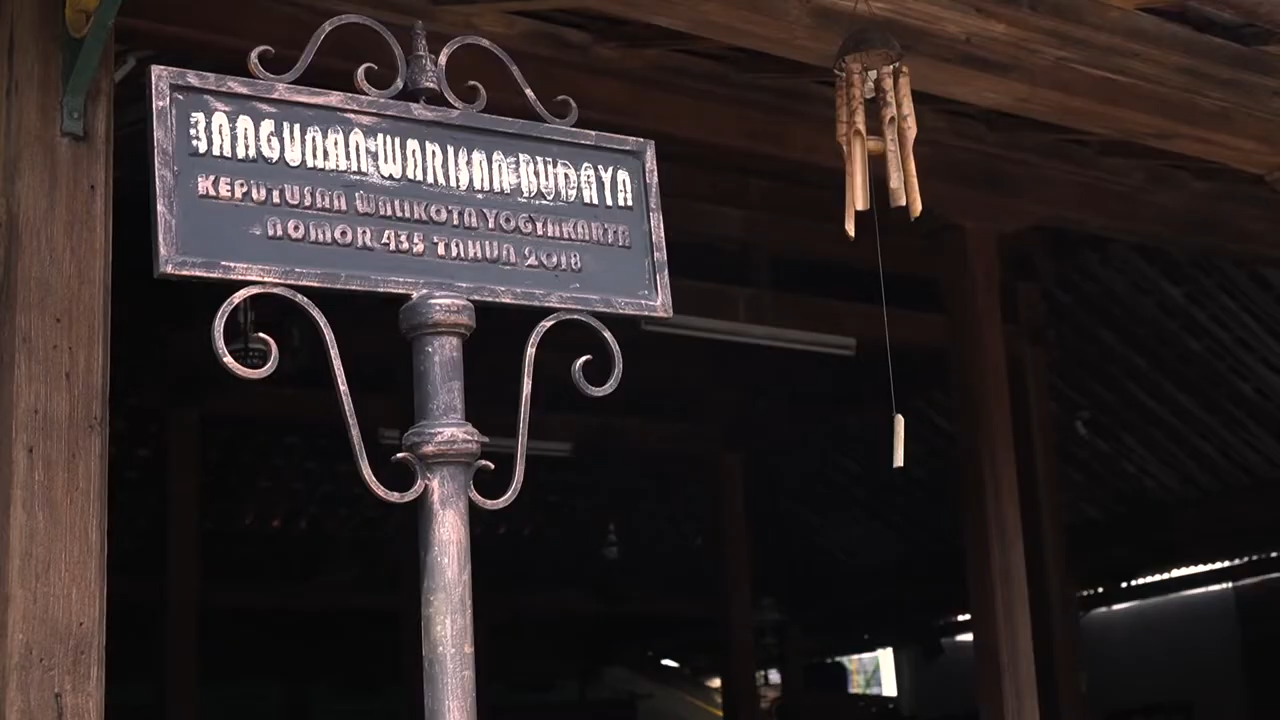 BANGUNAN WARISAN BUDAYA
KEPUTUSAN WALIKOTA YOGYAKARTA
NOMOR 435 TAHUN 2018